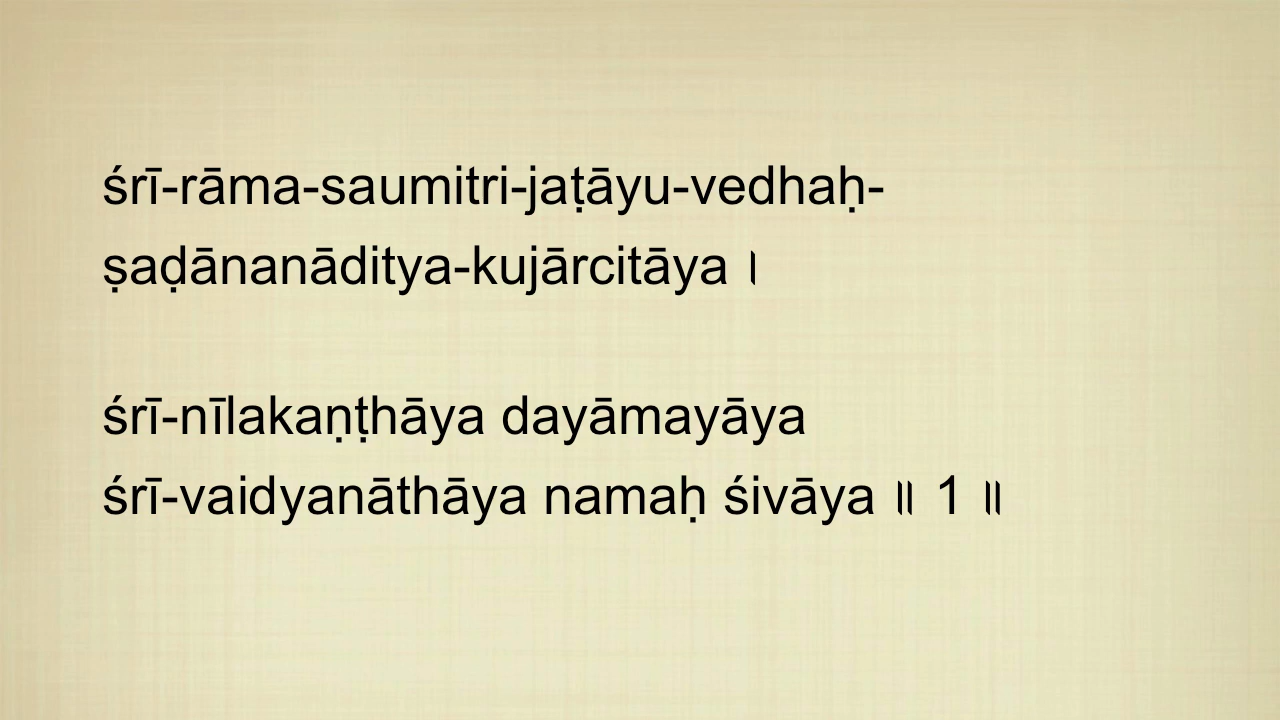 śrī-rāma-saumitri-jaṭāyu-vedhaḥ-
ṣaḍānanāditya-kujārcitāya ।
śrī-nīlakaṇṭhāya dayāmayāya
śrī-vaidyanāthāya namaḥ śivāya ॥ 1 ॥